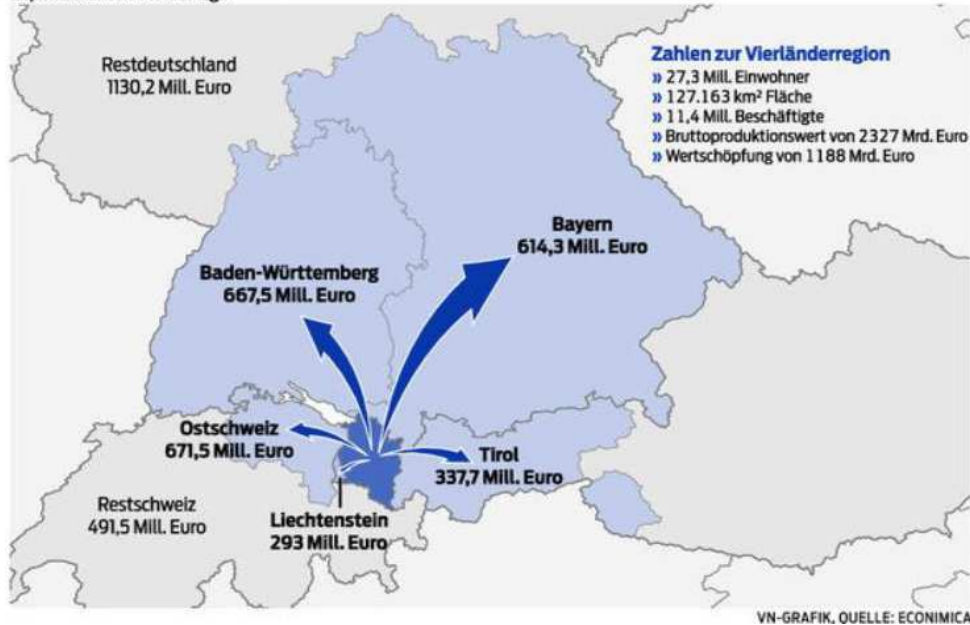 Restdeutschland
1130,2 Mill. Euro
Zahlen zur Vierländerregion
» 27,3 Mill. Einwohner
» 127.163 km² Fläche
» 11,4 Mill. Beschäftigte
» Bruttoproduktionswert von 2327 Mrd. Euro
» Wertschöpfung von 1188 Mrd. Euro
Bayern
614,3 Mill. Euro
Baden-Württemberg
667,5 Mill. Euro
Ostschweiz
671,5 Mill. Euro
Tirol
337,7 Mill. Euro
Restschweiz
491,5 Mill. Euro
Liechtenstein
293 Mill. Euro
VN-GRAFIK, QUELLE: ECONIMICA